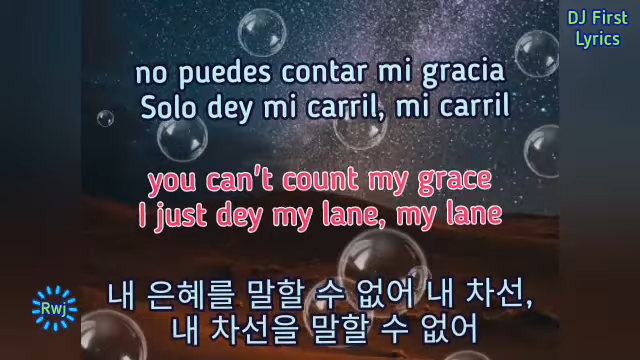 DJ First
Lyrics
no puedes contar mi gracia
Solo dey mi carril, mi carril
you can't count my grace
I just dey my lane, my lane
내 은혜를 말할 수 없어 내 차선,
내 차선을 말할 수 없어
Rwj